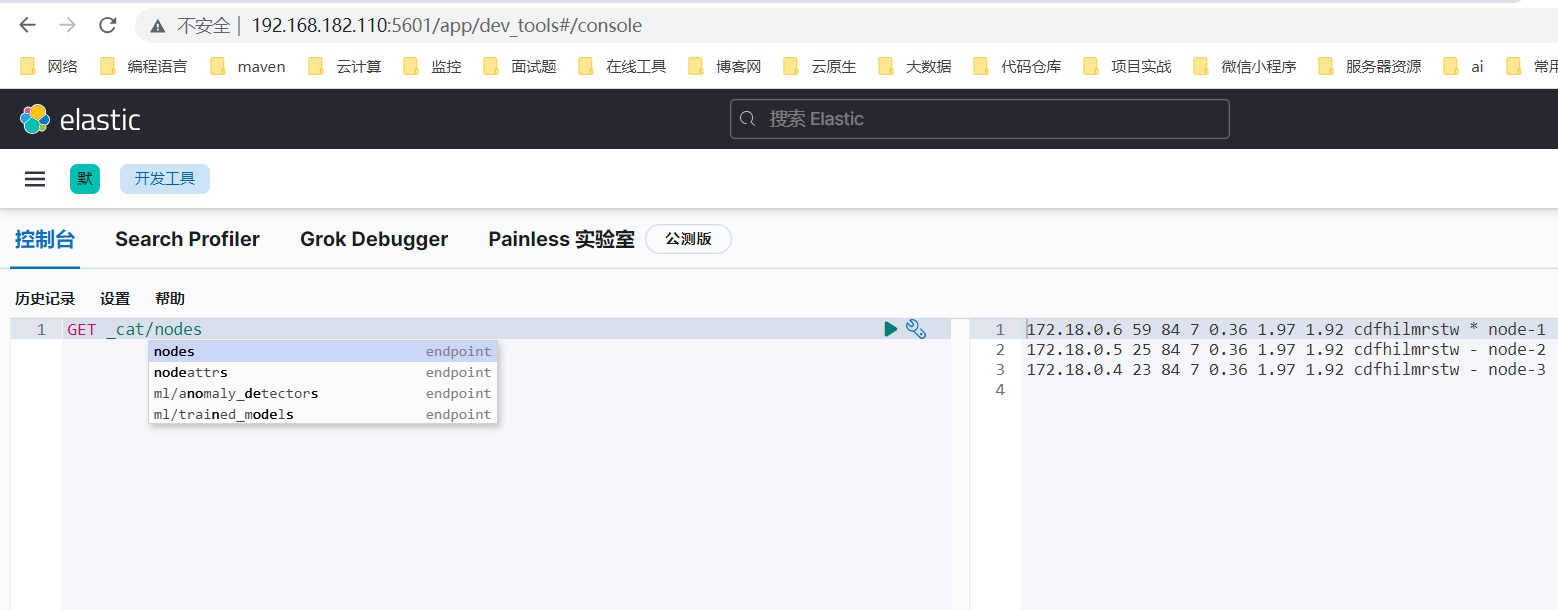 不安全 | 192.168.182.110:5601/app/dev_tools#/console
网络 编程语言 maven 云计算 监控 面试题 在线工具 博客网 云原生 大数据 代码仓库 项目实战 微信小程序 服务器资源 ai 常用
elastic 搜索 Elastic
默 开发工具
控制台 Search Profiler Grok Debugger Painless 实验室 公测版
历史记录 设置 帮助
1 GET _cat/nodes
nodes endpoint
nodeattrs endpoint
ml/anomaly_detectors endpoint
ml/trained_models endpoint
1 172.18.0.6 59 84 7 0.36 1.97 1.92 cdfhilmrstw * node-1
2 172.18.0.5 25 84 7 0.36 1.97 1.92 cdfhilmrstw - node-2
3 172.18.0.4 23 84 7 0.36 1.97 1.92 cdfhilmrstw - node-3
4